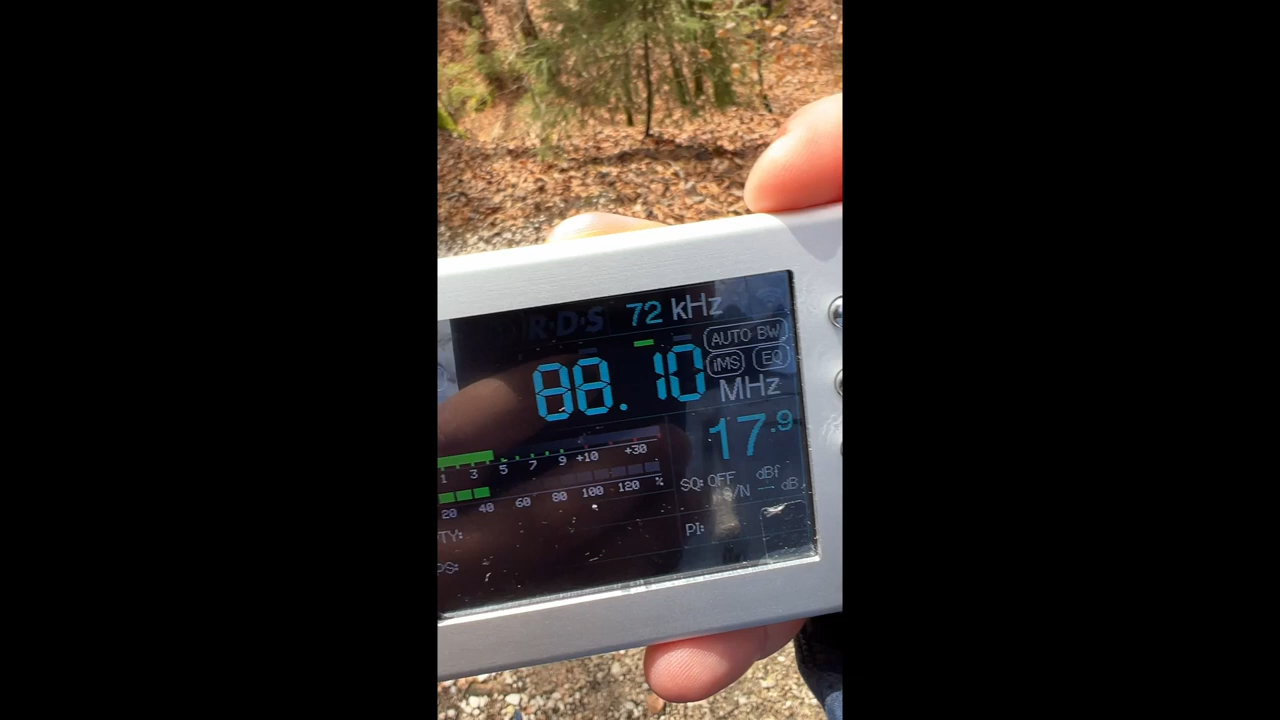 R·D·S 72 kHz
AUTO BW
88.10 iMS EQ
MHz
17.9
1 3 5 7 9 +10 +30
SQ: OFF dBf
20 40 60 80 100 120 % S/N -- dB
TY:
PI:
PS: